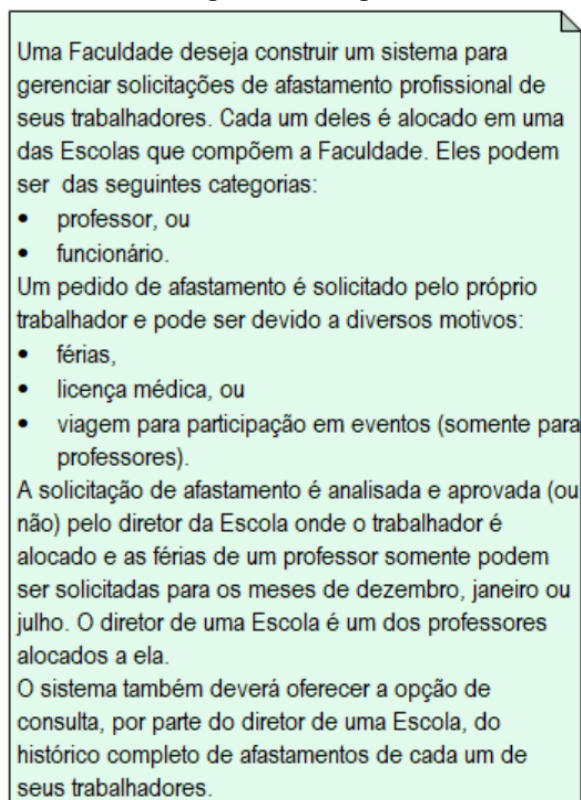 Uma Faculdade deseja construir um sistema para
gerenciar solicitações de afastamento profissional de
seus trabalhadores. Cada um deles é alocado em uma
das Escolas que compõem a Faculdade. Eles podem
ser das seguintes categorias:
• professor, ou
• funcionário.
Um pedido de afastamento é solicitado pelo próprio
trabalhador e pode ser devido a diversos motivos:
• férias,
• licença médica, ou
• viagem para participação em eventos (somente para
professores).
A solicitação de afastamento é analisada e aprovada (ou
não) pelo diretor da Escola onde o trabalhador é
alocado e as férias de um professor somente podem
ser solicitadas para os meses de dezembro, janeiro ou
julho. O diretor de uma Escola é um dos professores
alocados a ela.
O sistema também deverá oferecer a opção de
consulta, por parte do diretor de uma Escola, do
histórico completo de afastamentos de cada um de
seus trabalhadores.